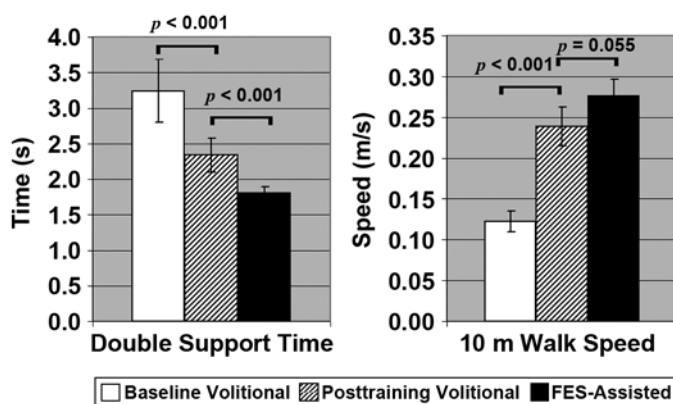 p < 0.001
p < 0.001
4.0
3.5
3.0
2.5
2.0
1.5
1.0
0.5
0.0
Time (s)
Double Support Time
p = 0.055
p < 0.001
0.35
0.30
0.25
0.20
0.15
0.10
0.05
0.00
Speed (m/s)
10 m Walk Speed
Baseline Volitional Posttraining Volitional FES-Assisted